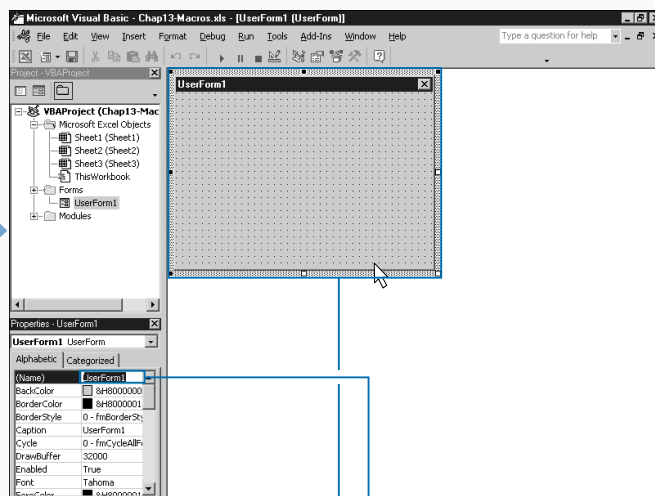 Microsoft Visual Basic - Chap13-Macros.xls - [UserForm1 (UserForm)]
File Edit View Insert Format Debug Run Tools Add-Ins Window Help
Type a question for help
Project - VBAProject
UserForm1
VBAProject (Chap13-Mac
Microsoft Excel Objects
Sheet1 (Sheet1)
Sheet2 (Sheet2)
Sheet3 (Sheet3)
ThisWorkbook
Forms
UserForm1
Modules
Properties - UserForm1
UserForm1 UserForm
Alphabetic Categorized
(Name) UserForm1
BackColor &H8000000
BorderColor &H8000001
BorderStyle 0 - fmBorderSty
Caption UserForm1
Cycle 0 - fmCycleAllF
DrawBuffer 32000
Enabled True
Font Tahoma
ForeColor &H8000001